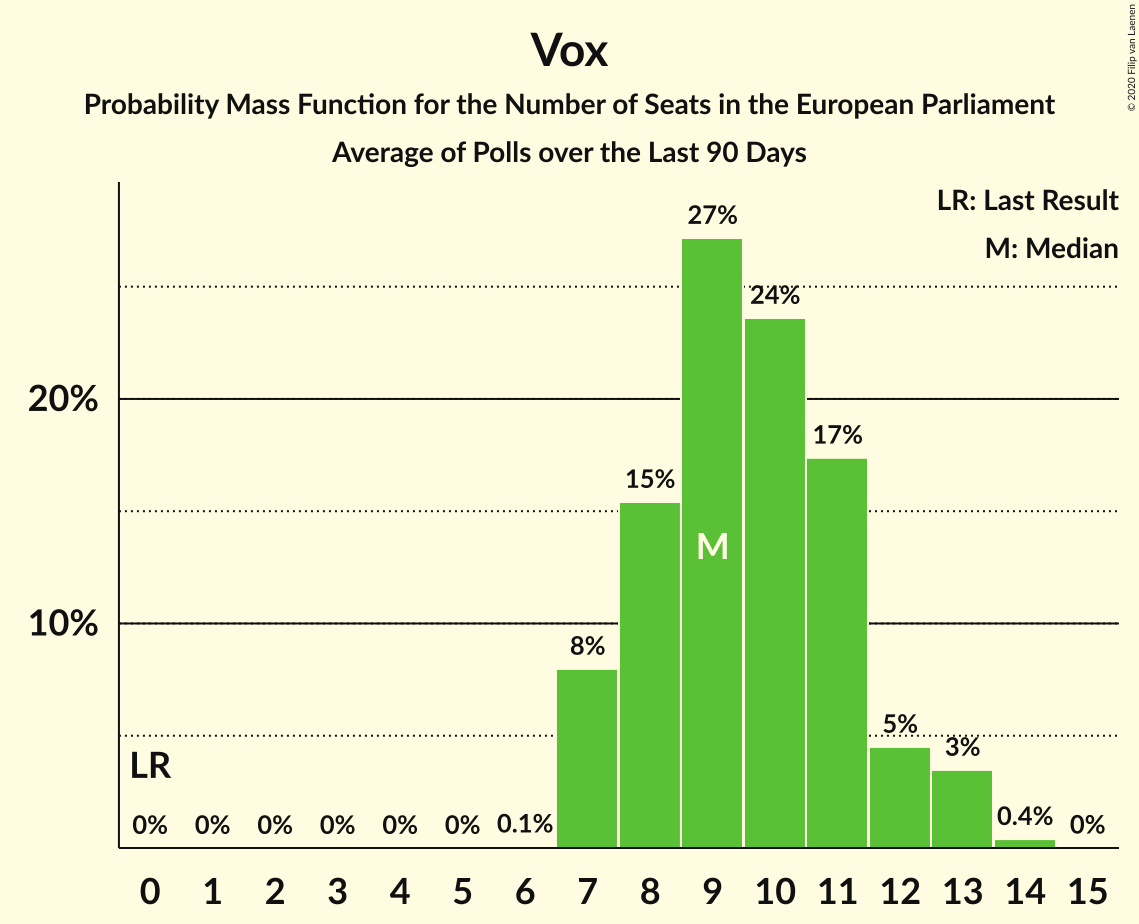 Vox
Probability Mass Function for the Number of Seats in the European Parliament
Average of Polls over the Last 90 Days
© 2020 Filip van Laenen
LR: Last Result
M: Median
27%
24%
20%
17%
15%
M
10%
8%
5%
3%
LR
0% 0% 0% 0% 0% 0% 0.1% 0.4% 0%
0 1 2 3 4 5 6 7 8 9 10 11 12 13 14 15